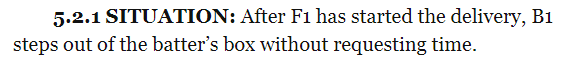 5.2.1 SITUATION: After F1 has started the delivery, B1
steps out of the batter’s box without requesting time.